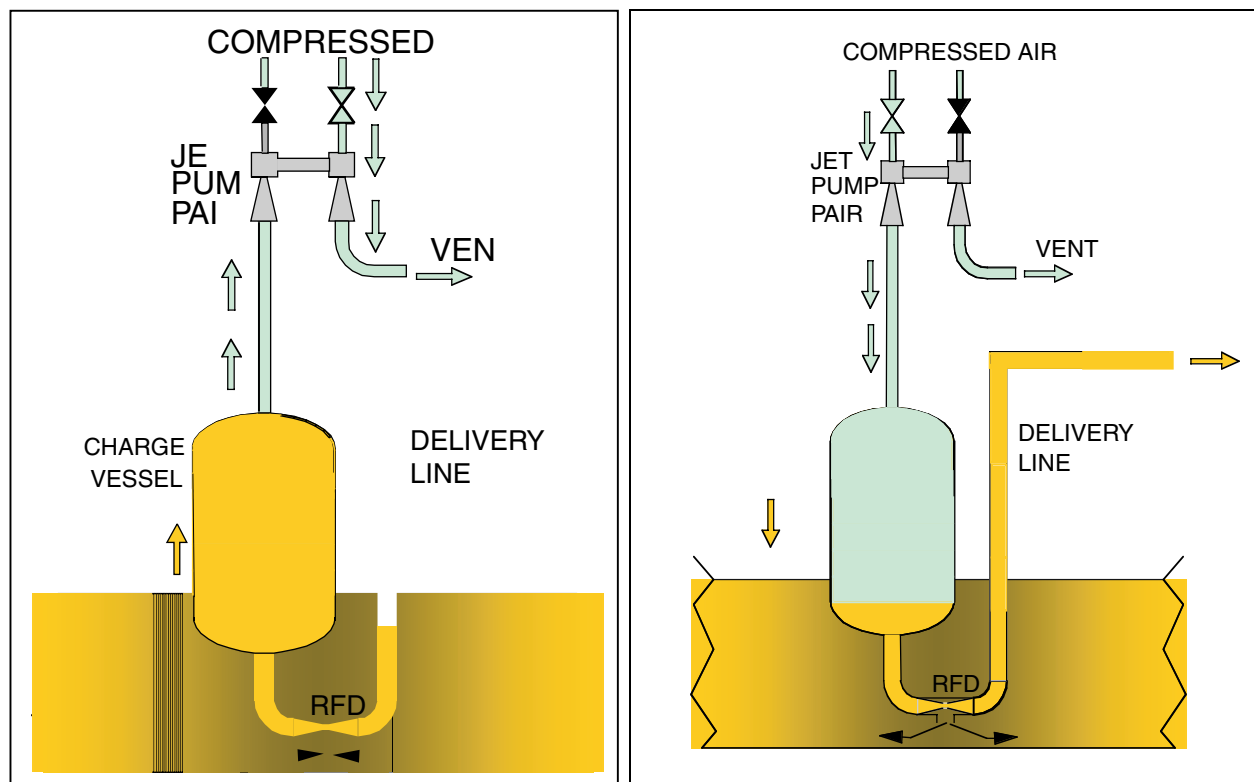 COMPRESSED
JE
PUM
PAI
VEN
CHARGE
VESSEL
DELIVERY
LINE
RFD
COMPRESSED AIR
JET
PUMP
PAIR
VENT
DELIVERY
LINE
RFD